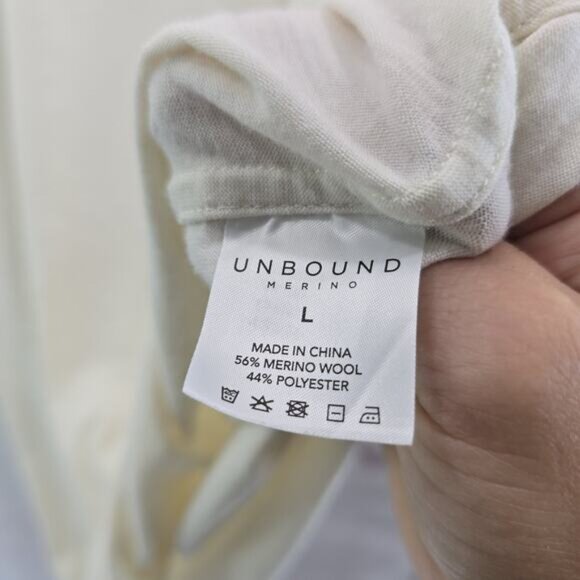 UNBOUND
MERINO
L
MADE IN CHINA
56% MERINO WOOL
44% POLYESTER